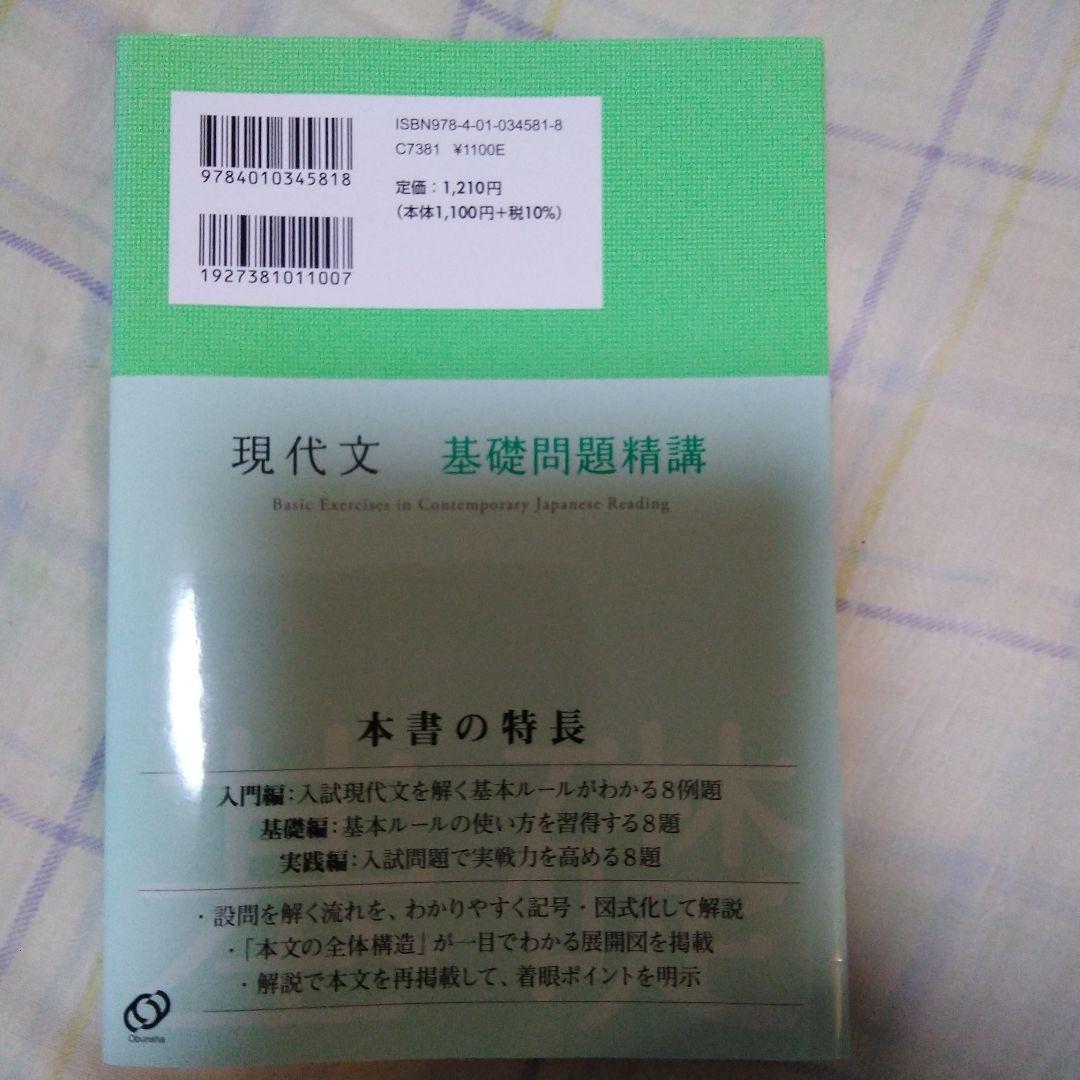 ISBN978-4-01-034581-8
C7381 ¥1100E
9784010345818
定価：1,210円
（本体1,100円＋税10%）
1927381011007
現代文 基礎問題精講
Basic Exercises in Contemporary Japanese Reading
本書の特長
入門編：入試現代文を解く基本ルールがわかる8例題
基礎編：基本ルールの使い方を習得する8題
実践編：入試問題で実戦力を高める8題
・設問を解く流れを、わかりやすく記号・図式化して解説
・「本文の全体構造」が一目でわかる展開図を掲載
・解説で本文を再掲載して、着眼ポイントを明示
Obunsha